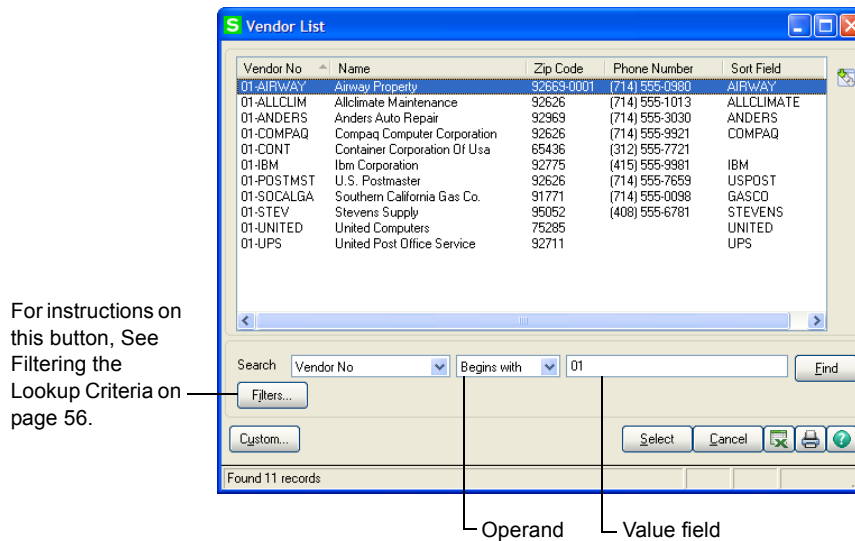 S Vendor List
Vendor No Name Zip Code Phone Number Sort Field
01-AIRWAY Airway Property 92669-0001 (714) 555-0980 AIRWAY
01-ALLCLIM Allclimate Maintenance 92626 (714) 555-1013 ALLCLIMATE
01-ANDERS Anders Auto Repair 92969 (714) 555-3030 ANDERS
01-COMPAQ Compaq Computer Corporation 92626 (714) 555-9921 COMPAQ
01-CONT Container Corporation Of Usa 65436 (312) 555-7721
01-IBM Ibm Corporation 92775 (415) 555-9981 IBM
01-POSTMST U.S. Postmaster 92626 (714) 555-7659 USPOST
01-SOCALGA Southern California Gas Co. 91771 (714) 555-0098 GASCO
01-STEV Stevens Supply 95052 (408) 555-6781 STEVENS
01-UNITED United Computers 75285 UNITED
01-UPS United Post Office Service 92711 UPS
For instructions on
this button, See
Filtering the
Lookup Criteria on
page 56.
Search Vendor No Begins with 01 Find
Filters...
Custom... Select Cancel
Found 11 records
Operand Value field